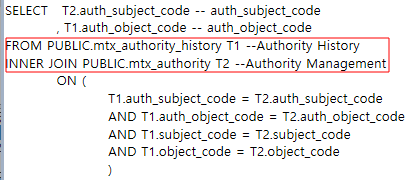 SELECT T2.auth_subject_code -- auth_subject_code
, T1.auth_object_code -- auth_object_code
FROM PUBLIC.mtx_authority_history T1 --Authority History
INNER JOIN PUBLIC.mtx_authority T2 --Authority Management
ON (
T1.auth_subject_code = T2.auth_subject_code
AND T1.auth_object_code = T2.auth_object_code
AND T1.subject_code = T2.subject_code
AND T1.object_code = T2.object_code
)